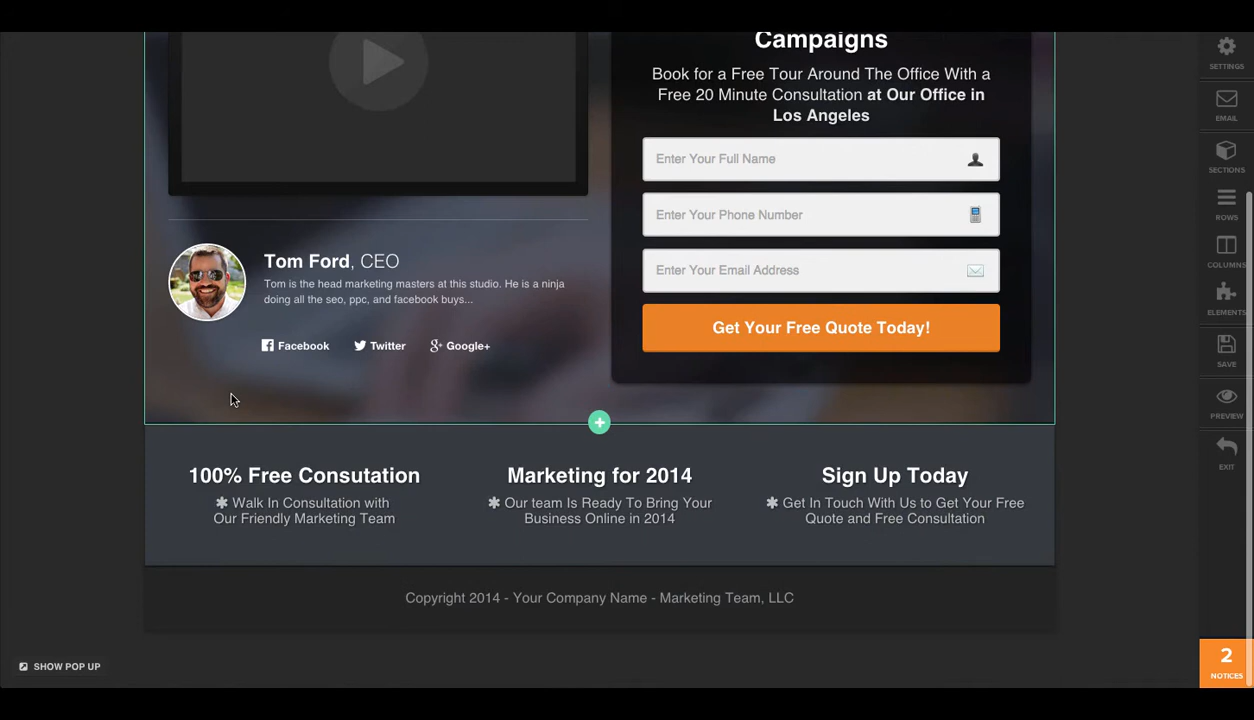 Campaigns
Book for a Free Tour Around The Office With a
Free 20 Minute Consultation at Our Office in
Los Angeles
Enter Your Full Name
Enter Your Phone Number
Enter Your Email Address
Get Your Free Quote Today!
Tom Ford, CEO
Tom is the head marketing masters at this studio. He is a ninja
doing all the seo, ppc, and facebook buys...
Facebook
Twitter
Google+
100% Free Consutation
Walk In Consultation with
Our Friendly Marketing Team
Marketing for 2014
Our team Is Ready To Bring Your
Business Online in 2014
Sign Up Today
Get In Touch With Us to Get Your Free
Quote and Free Consultation
Copyright 2014 - Your Company Name - Marketing Team, LLC
SHOW POP UP
SETTINGS
EMAIL
SECTIONS
ROWS
COLUMNS
ELEMENTS
SAVE
PREVIEW
EXIT
2
NOTICES